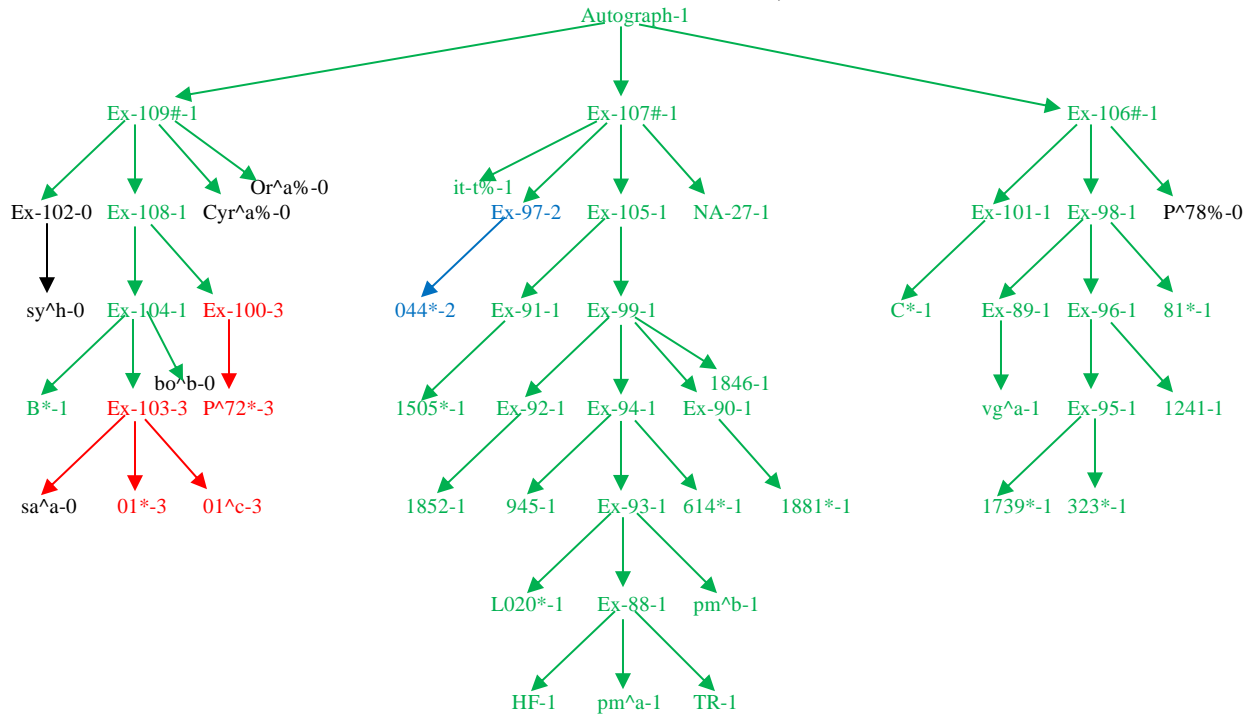 Autograph-1
Ex-109#-1 Ex-107#-1 Ex-106#-1
it-t%-1 Or^a%-0
Ex-102-0 Ex-108-1 Cyr^a%-0 Ex-97-2 Ex-105-1 NA-27-1 Ex-101-1 Ex-98-1 P^78%-0
sy^h-0 Ex-104-1 Ex-100-3 044*-2 Ex-91-1 Ex-99-1 C*-1 Ex-89-1 Ex-96-1 81*-1
bo^b-0 1846-1
B*-1 Ex-103-3 P^72*-3 1505*-1 Ex-92-1 Ex-94-1 Ex-90-1 vg^a-1 Ex-95-1 1241-1
sa^a-0 01*-3 01^c-3 1852-1 945-1 Ex-93-1 614*-1 1881*-1 1739*-1 323*-1
L020*-1 Ex-88-1 pm^b-1
HF-1 pm^a-1 TR-1